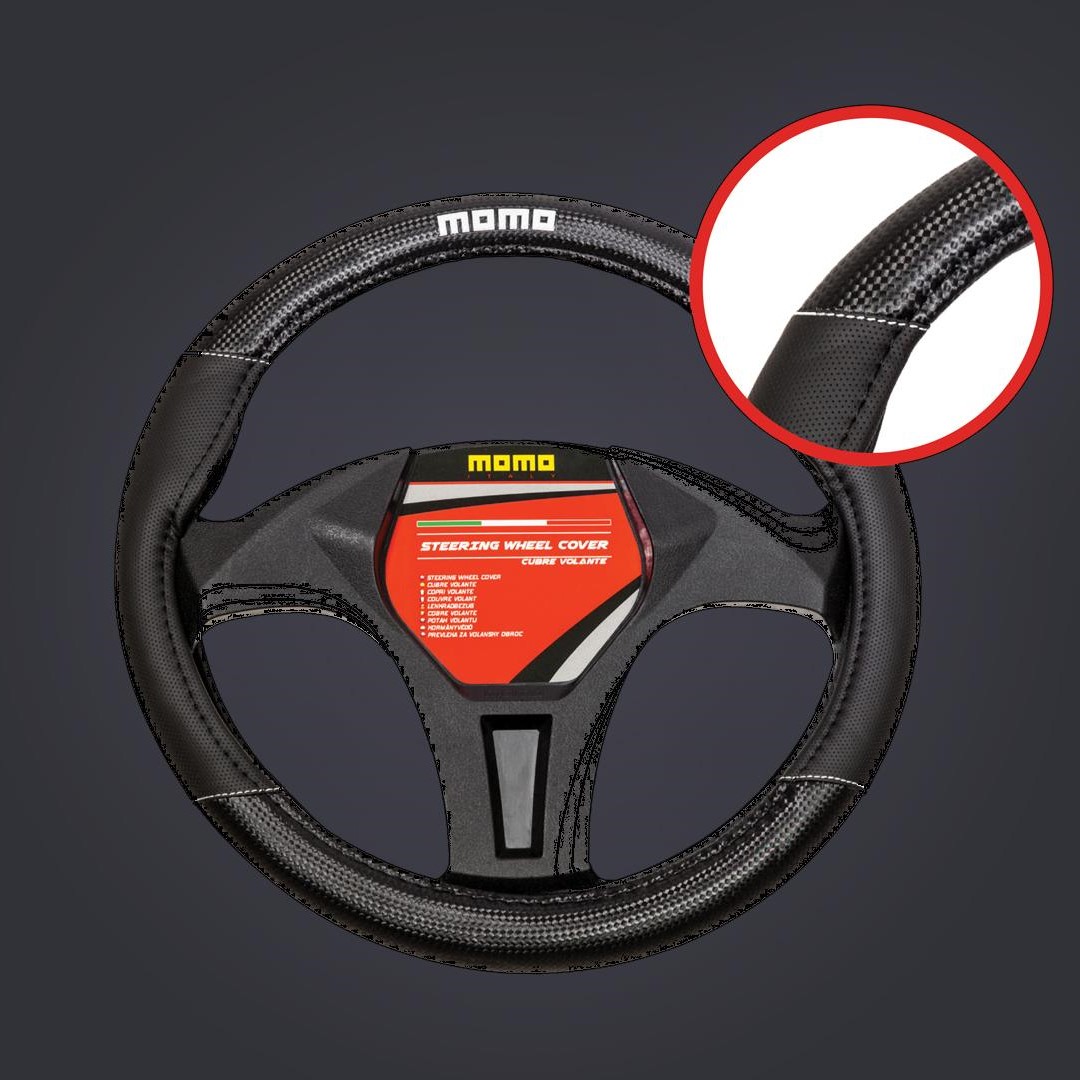 momo
momo
ITALY
STEERING WHEEL COVER
CUBRE VOLANTE
STEERING WHEEL COVER
CUBRE VOLANTE
COPRI VOLANTE
COUVRE VOLANT
LENKRADBEZUG
COBRE VOLANTE
POTAH VOLANTU
KORMÁNYVÉDŐ
PREVLEKA ZA VOLANSKY OBROC